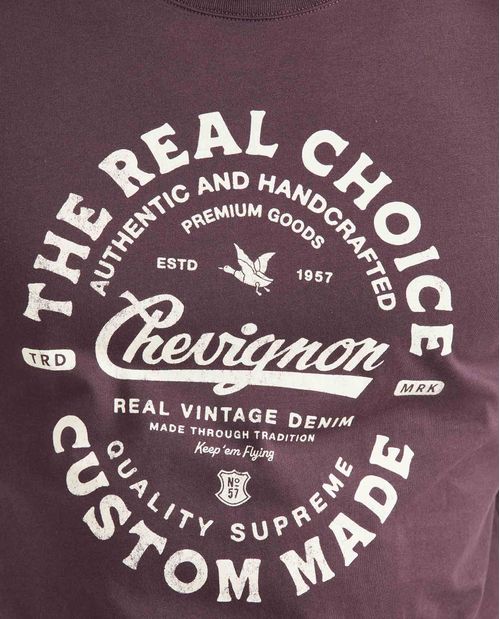 THE REAL CHOICE
AUTHENTIC AND HANDCRAFTED
PREMIUM GOODS
ESTD 1957
Chevignon
TRD MRK
REAL VINTAGE DENIM
MADE THROUGH TRADITION
Keep 'em Flying
Nº
57
QUALITY SUPREME
CUSTOM MADE